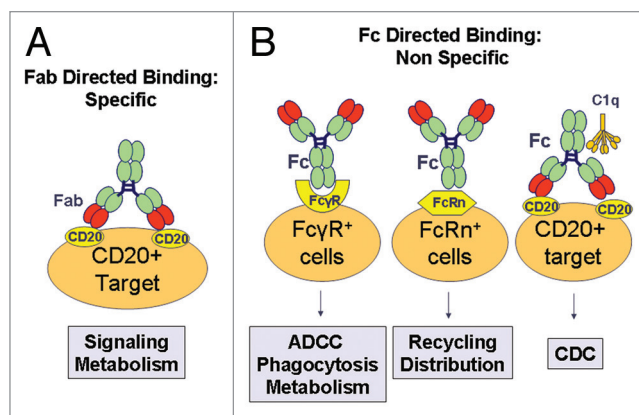 A
Fab Directed Binding:
Specific
Fab
CD20
CD20
CD20+
Target
Signaling
Metabolism
B
Fc Directed Binding:
Non Specific
Fc
FcγR
FcγR+
cells
ADCC
Phagocytosis
Metabolism
Fc
FcRn
FcRn+
cells
Recycling
Distribution
C1q
Fc
CD20
CD20
CD20+
target
CDC